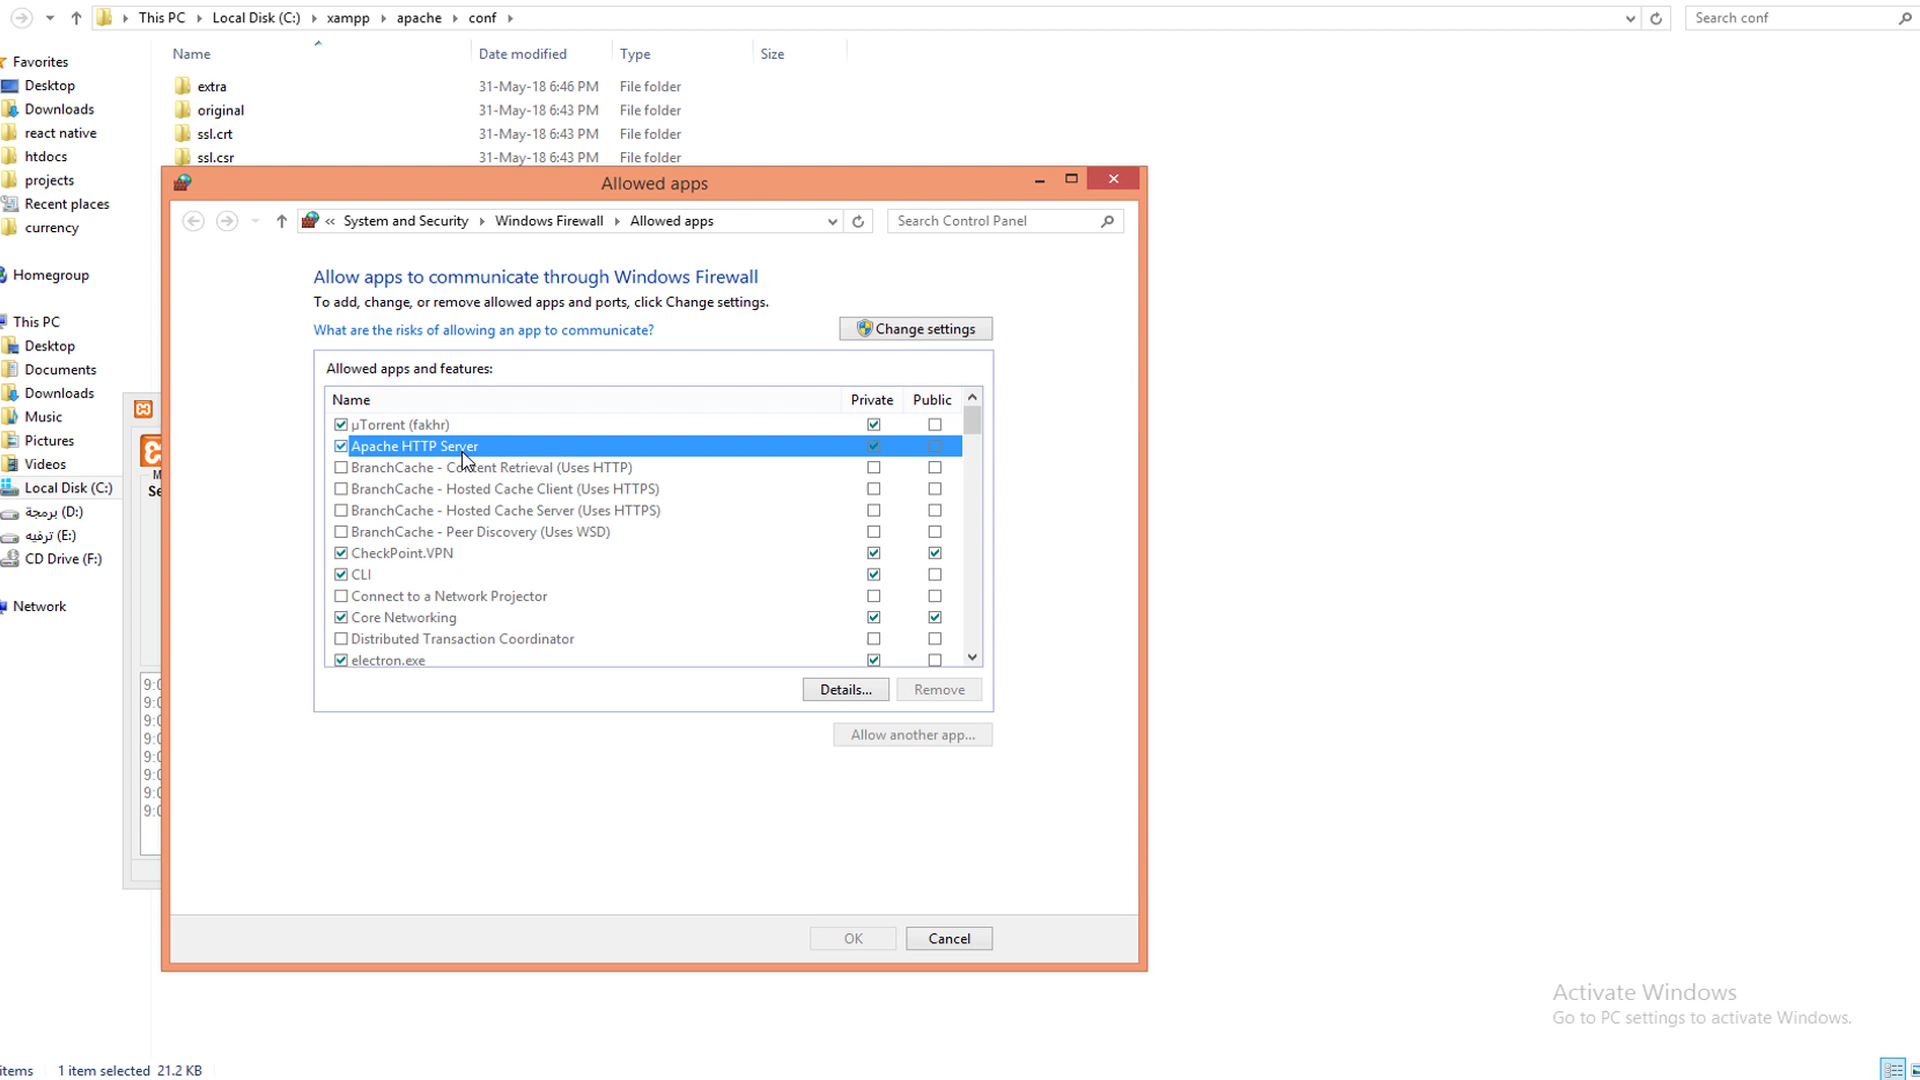 This PC Local Disk (C:) xampp apache conf
Search conf
Name Date modified Type Size
Favorites
Desktop
Downloads
react native
htdocs
projects
Recent places
currency
Homegroup
This PC
Desktop
Documents
Downloads
Music
Pictures
Videos
Local Disk (C:)
برمجة (D:)
ترفيه (E:)
CD Drive (F:)
Network
extra 31-May-18 6:46 PM File folder
original 31-May-18 6:43 PM File folder
ssl.crt 31-May-18 6:43 PM File folder
ssl.csr 31-May-18 6:43 PM File folder
Allowed apps
« System and Security Windows Firewall Allowed apps
Search Control Panel
Allow apps to communicate through Windows Firewall
To add, change, or remove allowed apps and ports, click Change settings.
What are the risks of allowing an app to communicate?
Change settings
Allowed apps and features:
Name Private Public
µTorrent (fakhr)
Apache HTTP Server
BranchCache - Content Retrieval (Uses HTTP)
BranchCache - Hosted Cache Client (Uses HTTPS)
BranchCache - Hosted Cache Server (Uses HTTPS)
BranchCache - Peer Discovery (Uses WSD)
CheckPoint.VPN
CLI
Connect to a Network Projector
Core Networking
Distributed Transaction Coordinator
electron.exe
Details... Remove
Allow another app...
OK Cancel
Activate Windows
Go to PC settings to activate Windows.
items 1 item selected 21.2 KB